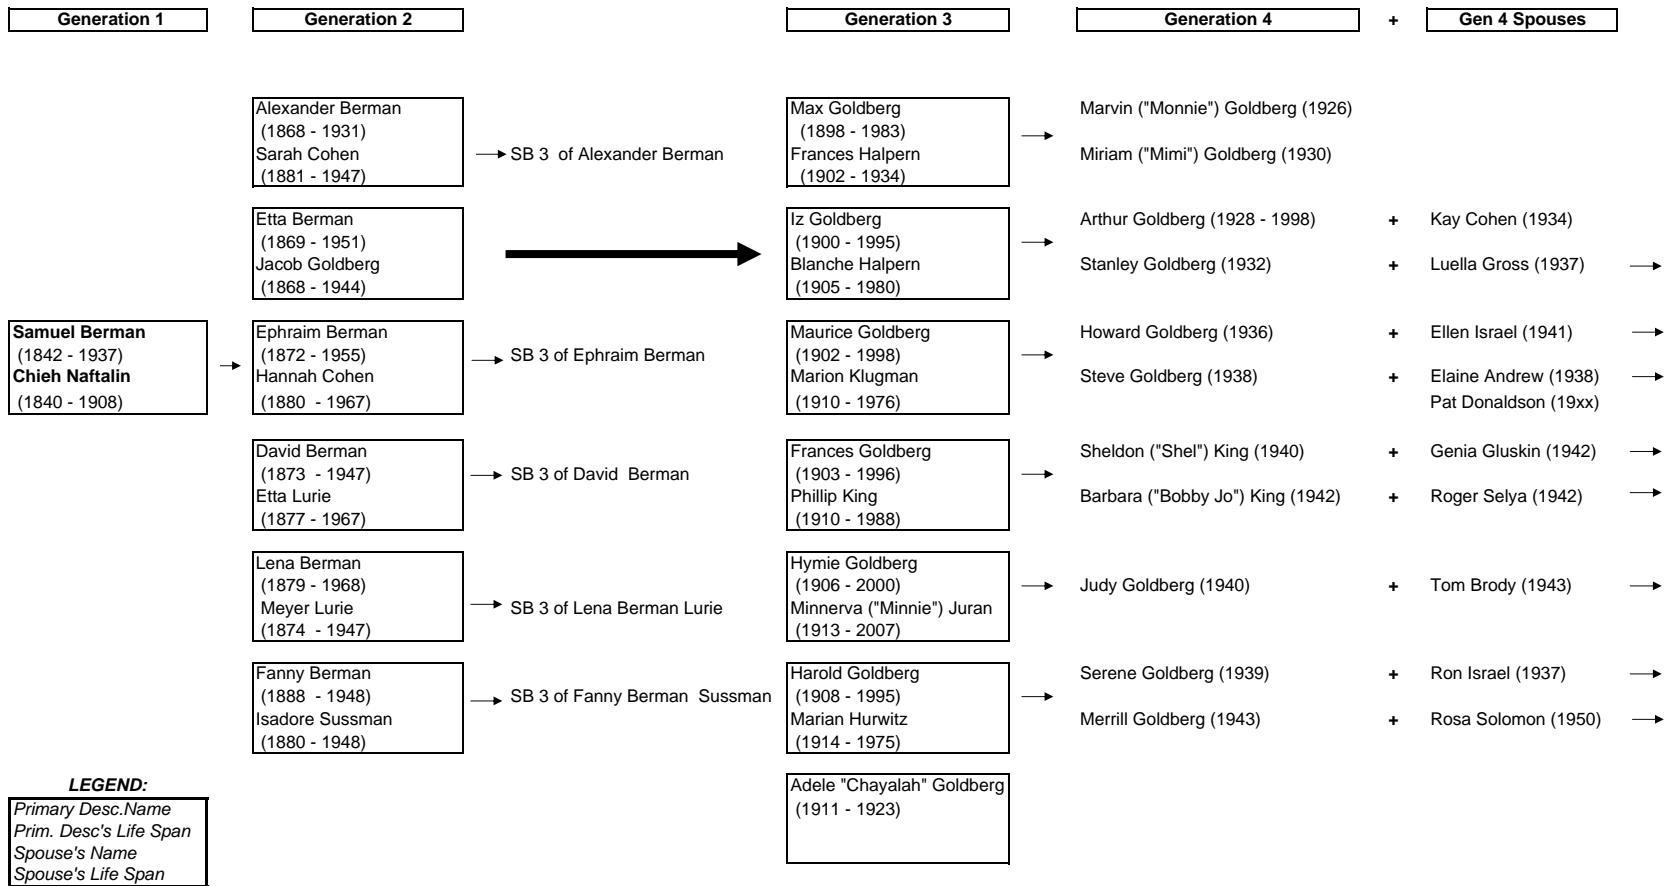 Generation 1 Generation 2 Generation 3 Generation 4 + Gen 4 Spouses
Alexander Berman
(1868 - 1931)
Sarah Cohen
(1881 - 1947)
SB 3 of Alexander Berman
Max Goldberg
(1898 - 1983)
Frances Halpern
(1902 - 1934)
Marvin ("Monnie") Goldberg (1926)
Miriam ("Mimi") Goldberg (1930)
Etta Berman
(1869 - 1951)
Jacob Goldberg
(1868 - 1944)
Iz Goldberg
(1900 - 1995)
Blanche Halpern
(1905 - 1980)
Arthur Goldberg (1928 - 1998) + Kay Cohen (1934)
Stanley Goldberg (1932) + Luella Gross (1937)
Samuel Berman
(1842 - 1937)
Chieh Naftalin
(1840 - 1908)
Ephraim Berman
(1872 - 1955)
Hannah Cohen
(1880 - 1967)
SB 3 of Ephraim Berman
Maurice Goldberg
(1902 - 1998)
Marion Klugman
(1910 - 1976)
Howard Goldberg (1936) + Ellen Israel (1941)
Steve Goldberg (1938) + Elaine Andrew (1938)
Pat Donaldson (19xx)
David Berman
(1873 - 1947)
Etta Lurie
(1877 - 1967)
SB 3 of David Berman
Frances Goldberg
(1903 - 1996)
Phillip King
(1910 - 1988)
Sheldon ("Shel") King (1940) + Genia Gluskin (1942)
Barbara ("Bobby Jo") King (1942) + Roger Selya (1942)
Lena Berman
(1879 - 1968)
Meyer Lurie
(1874 - 1947)
SB 3 of Lena Berman Lurie
Hymie Goldberg
(1906 - 2000)
Minnerva ("Minnie") Juran
(1913 - 2007)
Judy Goldberg (1940) + Tom Brody (1943)
Fanny Berman
(1888 - 1948)
Isadore Sussman
(1880 - 1948)
SB 3 of Fanny Berman Sussman
Harold Goldberg
(1908 - 1995)
Marian Hurwitz
(1914 - 1975)
Serene Goldberg (1939) + Ron Israel (1937)
Merrill Goldberg (1943) + Rosa Solomon (1950)
Adele "Chayalah" Goldberg
(1911 - 1923)
LEGEND:
Primary Desc.Name
Prim. Desc's Life Span
Spouse's Name
Spouse's Life Span